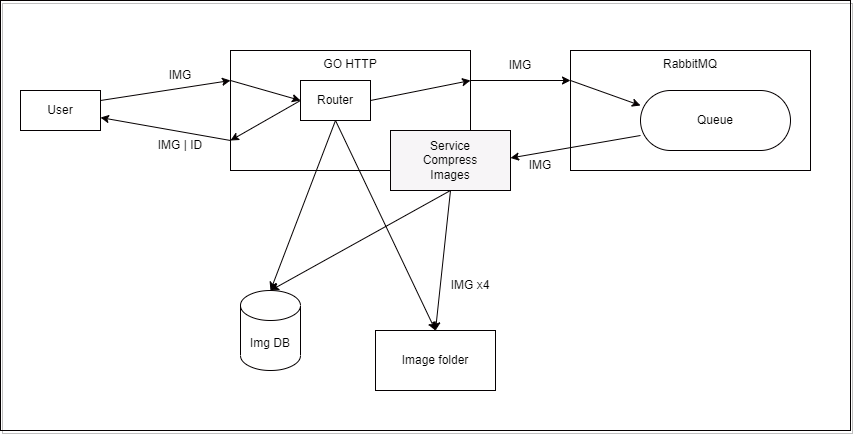 GO HTTP
RabbitMQ
IMG
IMG
Router
User
Queue
IMG | ID
Service
Compress
Images
IMG
IMG x4
Img DB
Image folder